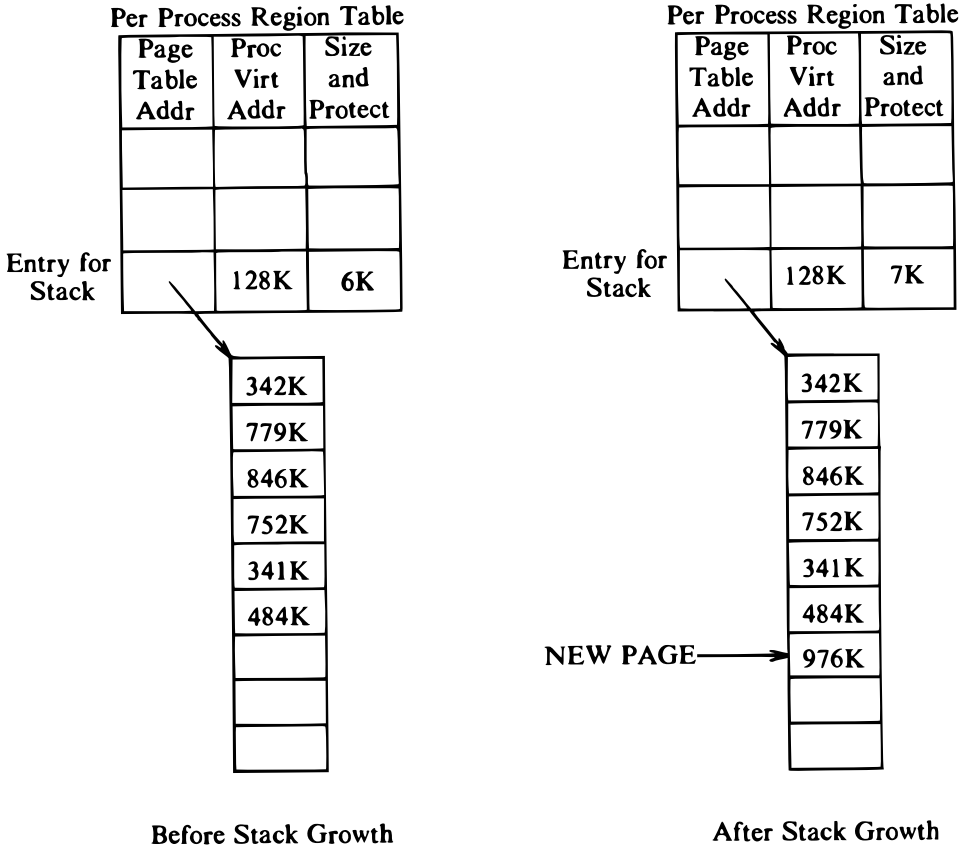 Per Process Region Table
Page Table Addr
Proc Virt Addr
Size and Protect
Entry for Stack
128K
6K
342K
779K
846K
752K
341K
484K
Before Stack Growth
Per Process Region Table
Page Table Addr
Proc Virt Addr
Size and Protect
Entry for Stack
128K
7K
342K
779K
846K
752K
341K
484K
NEW PAGE
976K
After Stack Growth